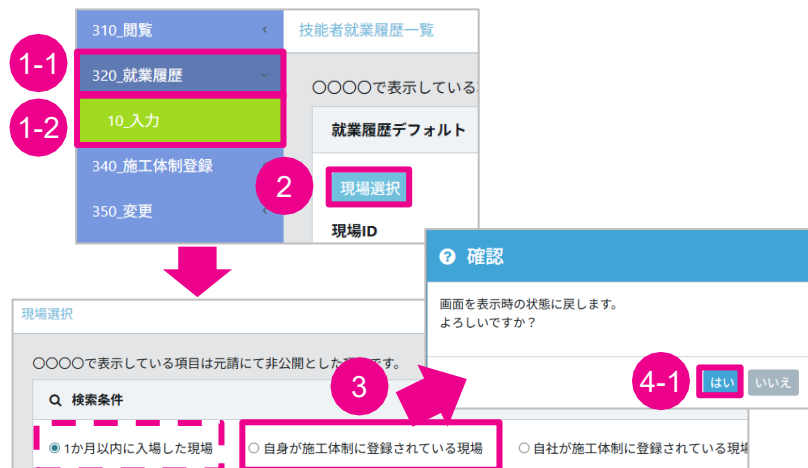 310_閲覧
技能者就業履歴一覧
1-1
320_就業履歴
〇〇〇〇で表示している
1-2
10_入力
就業履歴デフォルト
340_施工体制登録
2
現場選択
350_変更
現場ID
確認
画面を表示時の状態に戻します。
よろしいですか？
現場選択
〇〇〇〇で表示している項目は元請にて非公開とした
です。
3
4-1
はい
いいえ
検索条件
1か月以内に入場した現場
自身が施工体制に登録されている現場
自社が施工体制に登録されている現場